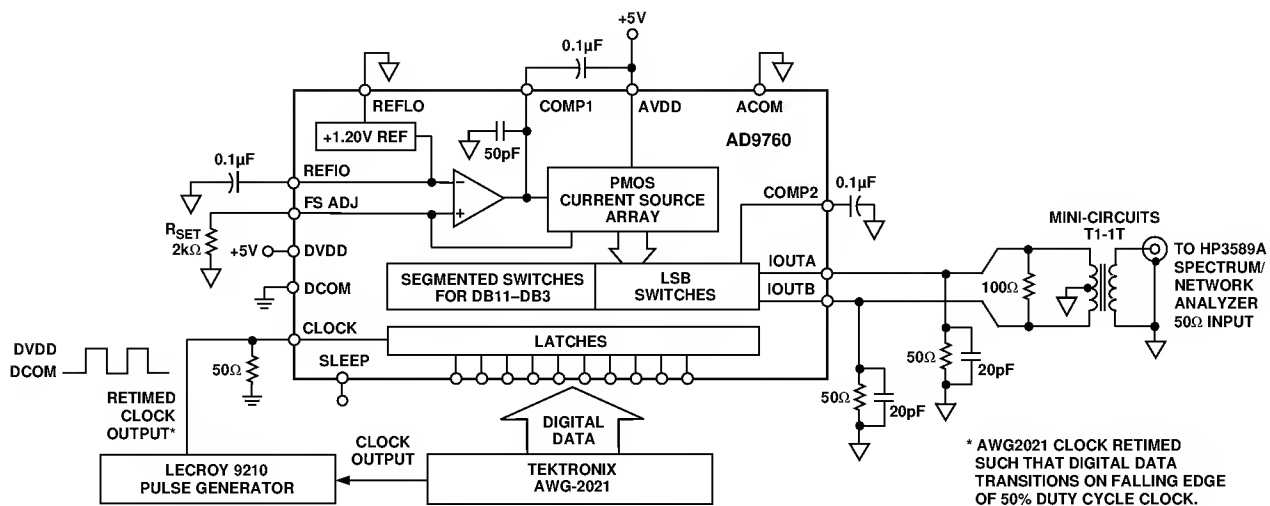 +5V
0.1µF
REFLO
COMP1
AVDD
ACOM
+1.20V REF
50pF
AD9760
0.1µF
REFIO
–
+
PMOS
CURRENT SOURCE
ARRAY
COMP2
0.1µF
FS ADJ
RSET
2kΩ
+5V
DVDD
DCOM
SEGMENTED SWITCHES
FOR DB11–DB3
LSB
SWITCHES
IOUTA
IOUTB
MINI-CIRCUITS
T1-1T
100Ω
TO HP3589A
SPECTRUM/
NETWORK
ANALYZER
50Ω INPUT
CLOCK
LATCHES
DVDD
DCOM
50Ω
SLEEP
50Ω
20pF
50Ω
20pF
RETIMED
CLOCK
OUTPUT*
DIGITAL
DATA
CLOCK
OUTPUT
LECROY 9210
PULSE GENERATOR
TEKTRONIX
AWG-2021
* AWG2021 CLOCK RETIMED
SUCH THAT DIGITAL DATA
TRANSITIONS ON FALLING EDGE
OF 50% DUTY CYCLE CLOCK.